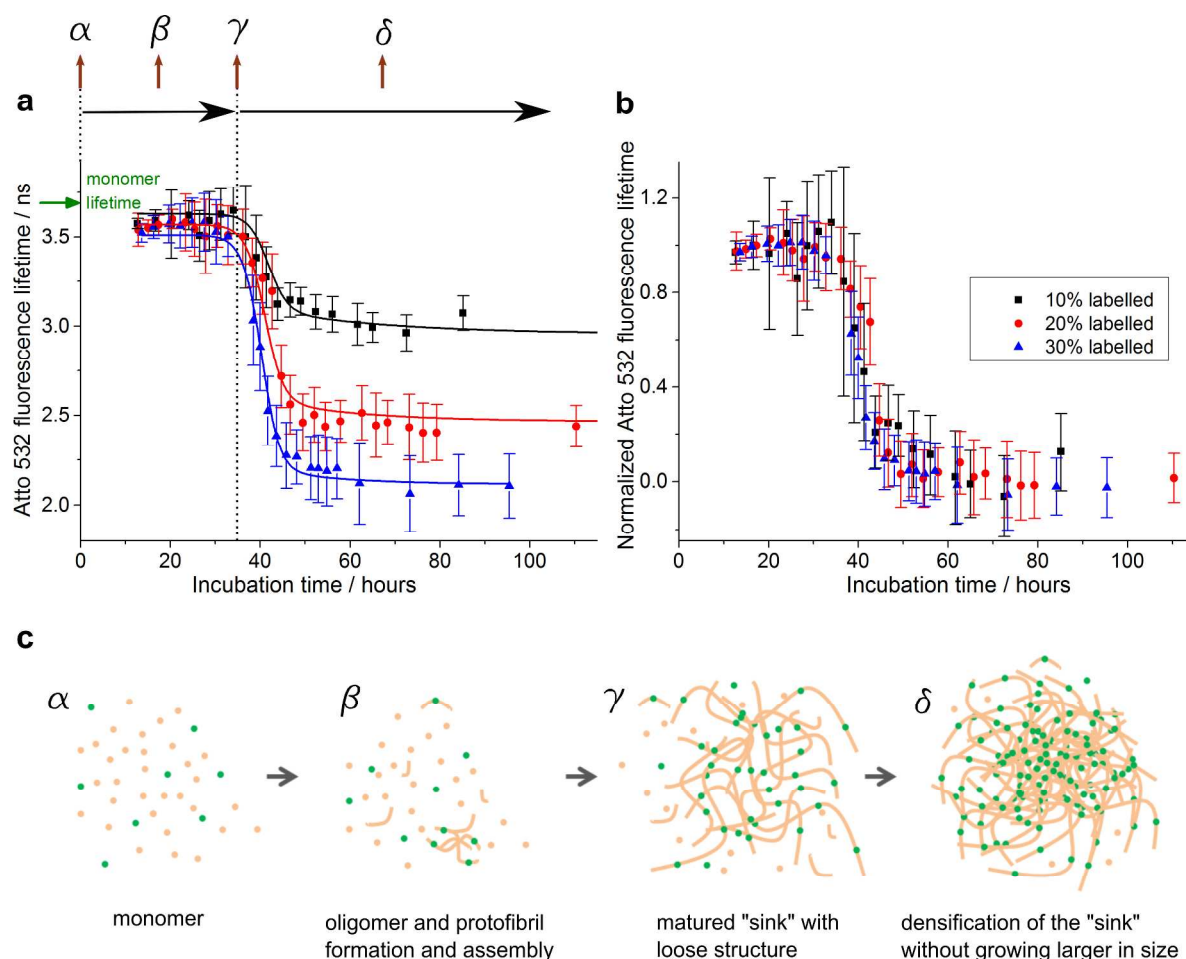 α β γ δ
a
b
monomer
lifetime
Atto 532 fluorescence lifetime / ns
3.5
3.0
2.5
2.0
0 20 40 60 80 100
Incubation time / hours
Normalized Atto 532 fluorescence lifetime
1.2
0.8
0.4
0.0
0 20 40 60 80 100
Incubation time / hours
10% labelled
20% labelled
30% labelled
c
α β γ δ
monomer
oligomer and protofibril
formation and assembly
matured "sink" with
loose structure
densification of the "sink"
without growing larger in size